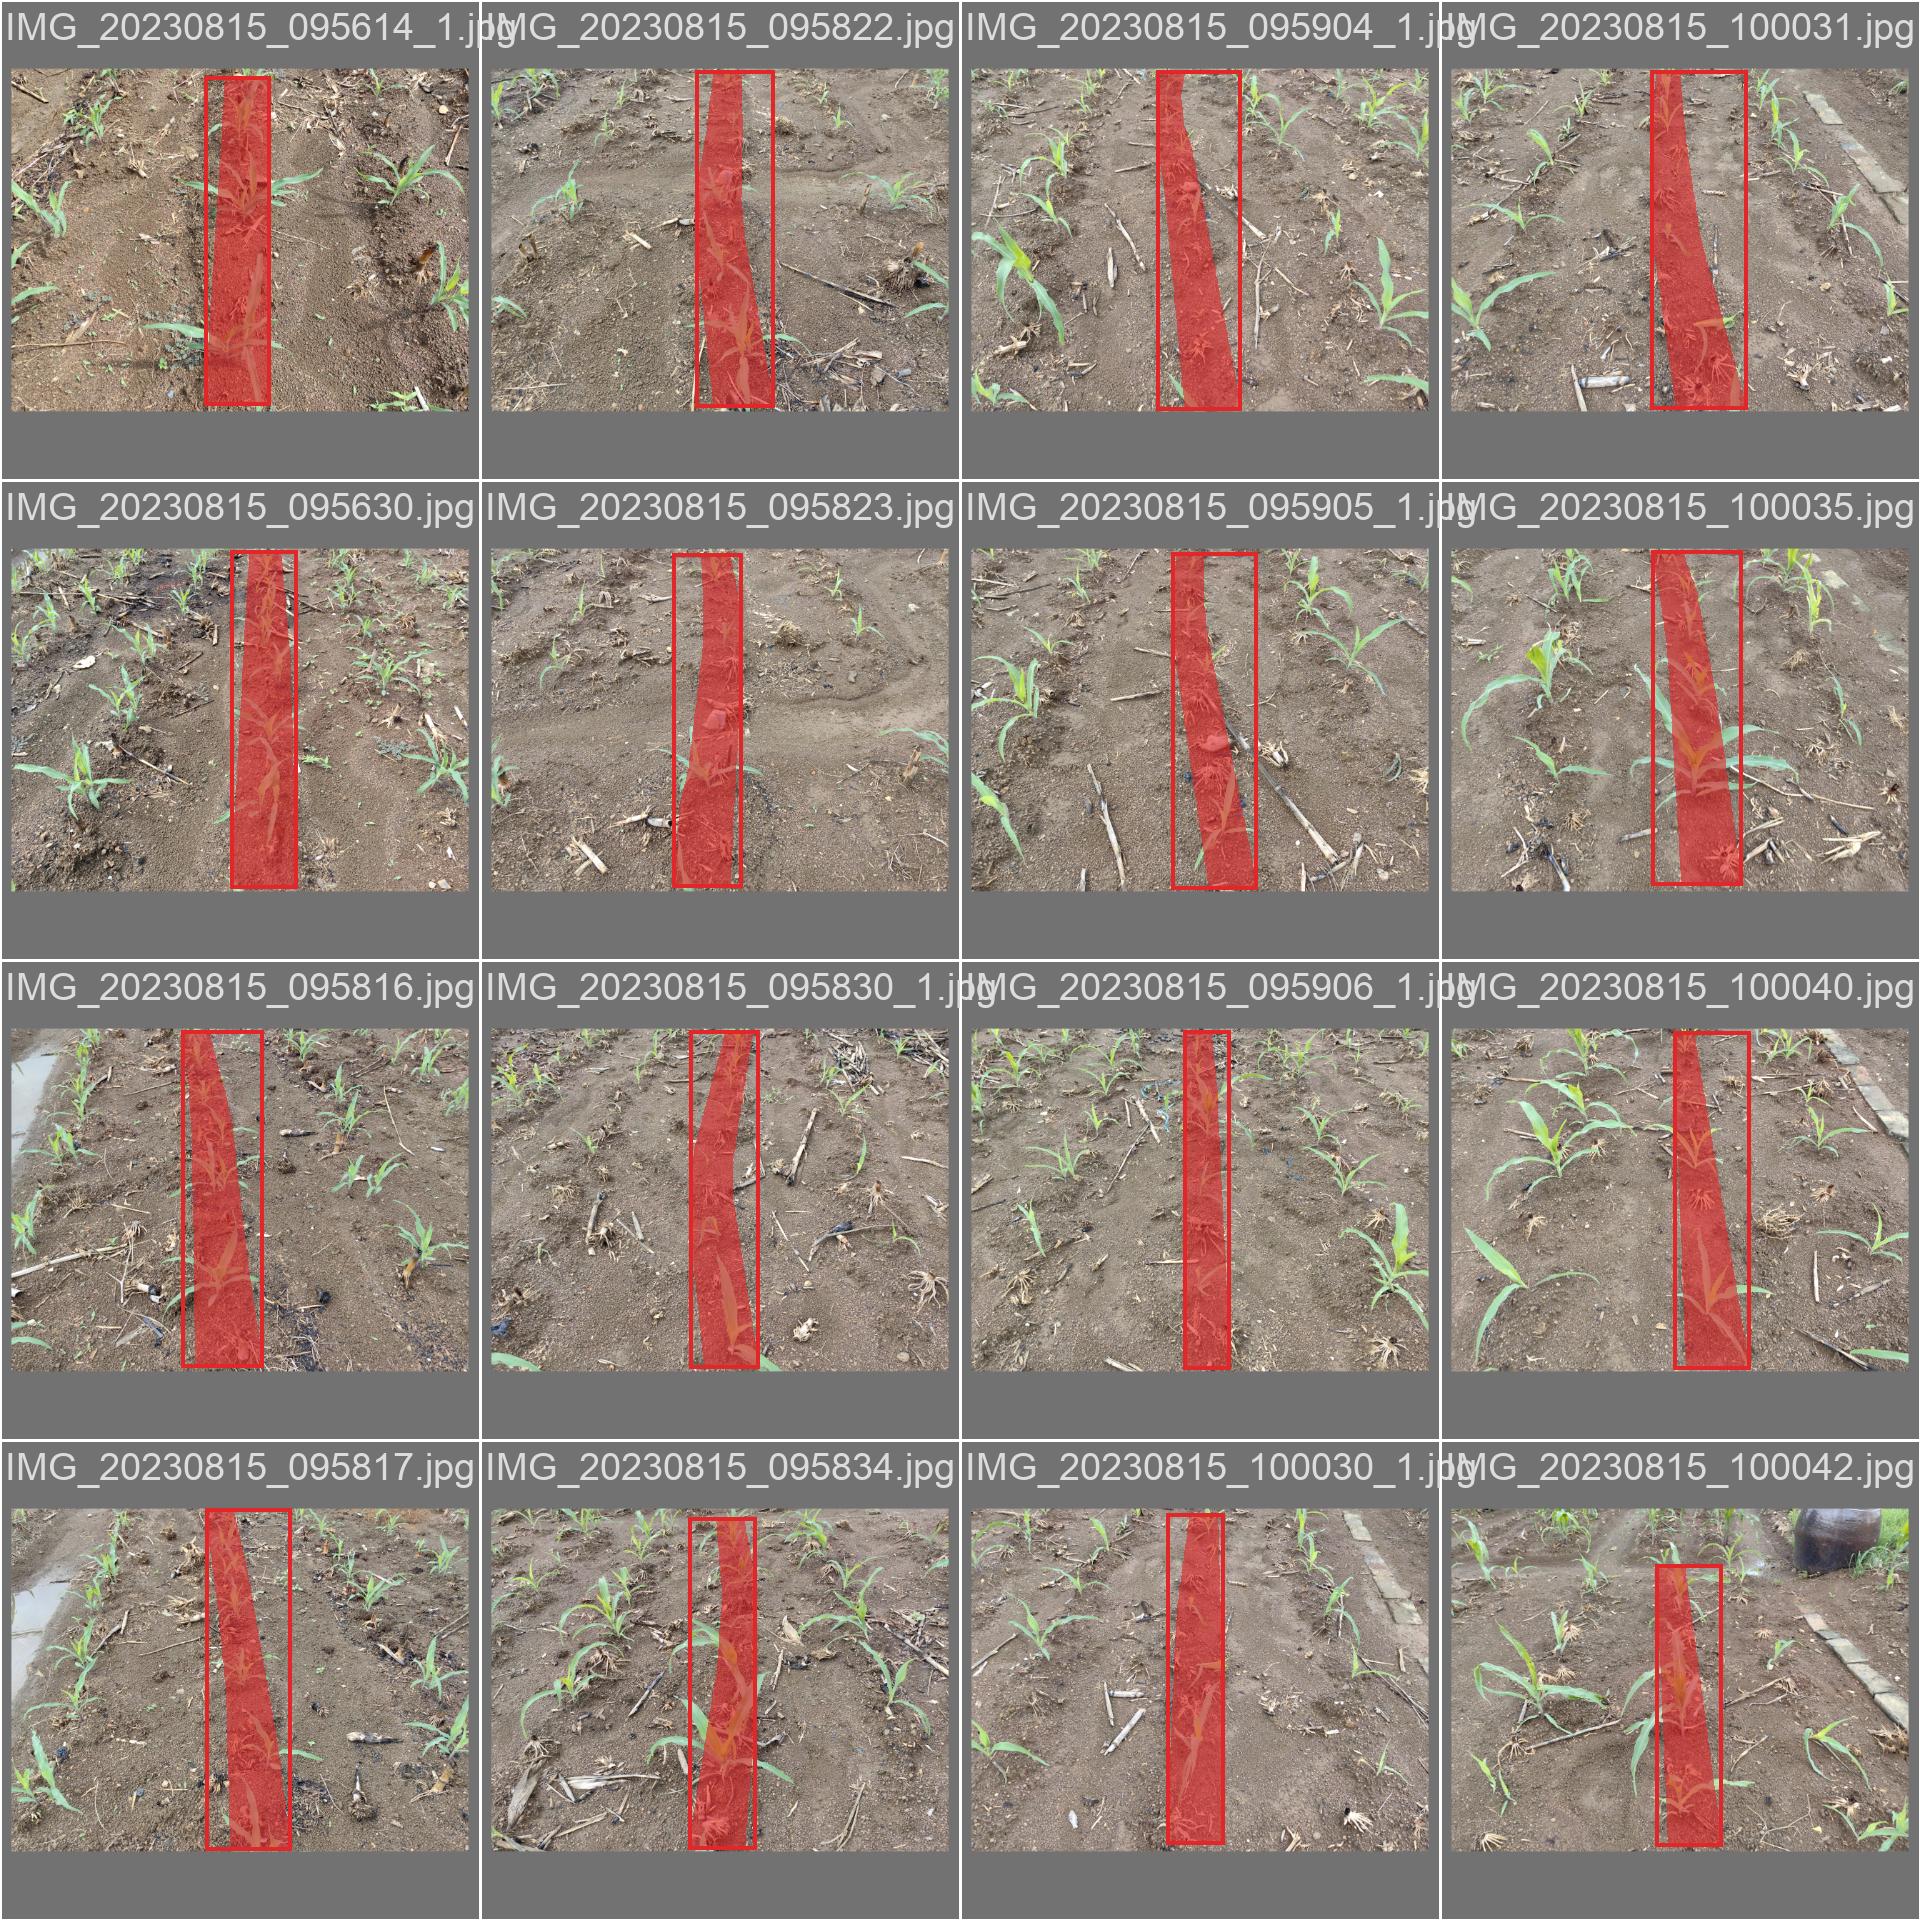 IMG_20230815_095614_1.jpg
IMG_20230815_095822.jpg
IMG_20230815_095904_1.jpg
IMG_20230815_100031.jpg
IMG_20230815_095630.jpg
IMG_20230815_095823.jpg
IMG_20230815_095905_1.jpg
IMG_20230815_100035.jpg
IMG_20230815_095816.jpg
IMG_20230815_095830_1.jpg
IMG_20230815_095906_1.jpg
IMG_20230815_100040.jpg
IMG_20230815_095817.jpg
IMG_20230815_095834.jpg
IMG_20230815_100030_1.jpg
IMG_20230815_100042.jpg